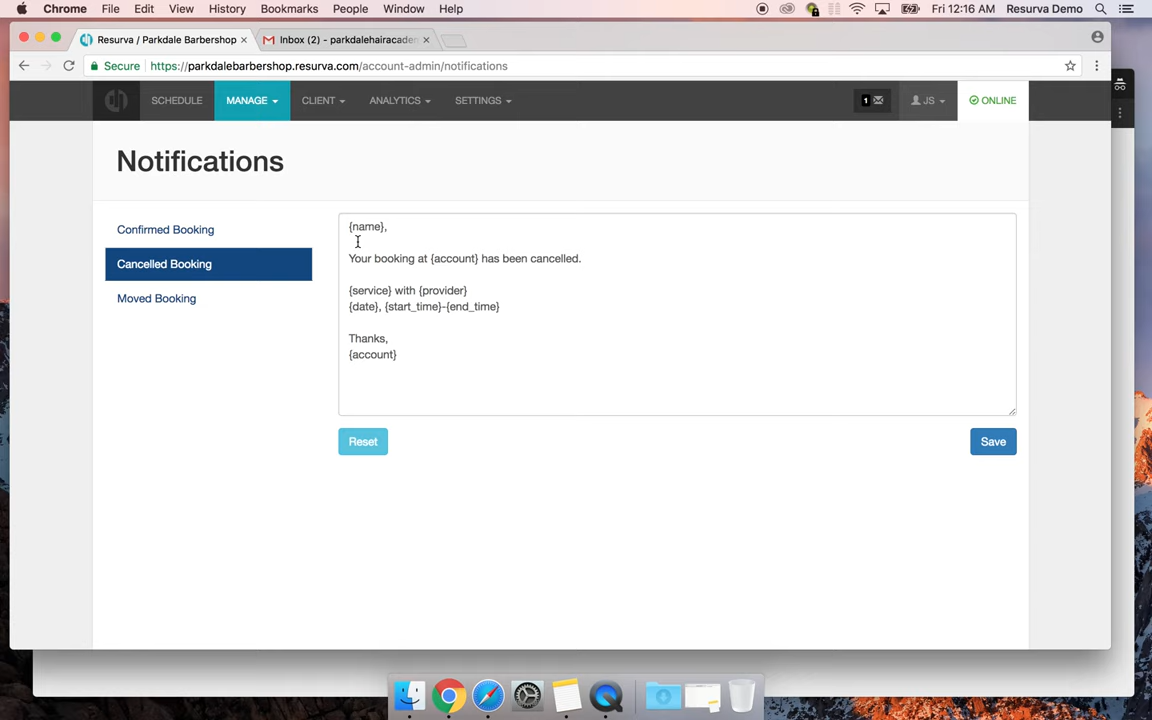 Chrome File Edit View History Bookmarks People Window Help Fri 12:16 AM Resurva Demo
Resurva / Parkdale Barbershop × Inbox (2) - parkdalehairacadem ×
Secure https://parkdalebarbershop.resurva.com/account-admin/notifications
SCHEDULE MANAGE CLIENT ANALYTICS SETTINGS 1 JS ONLINE
Notifications
Confirmed Booking
Cancelled Booking
Moved Booking
{name},
Your booking at {account} has been cancelled.
{service} with {provider}
{date}, {start_time}-{end_time}
Thanks,
{account}
Reset Save